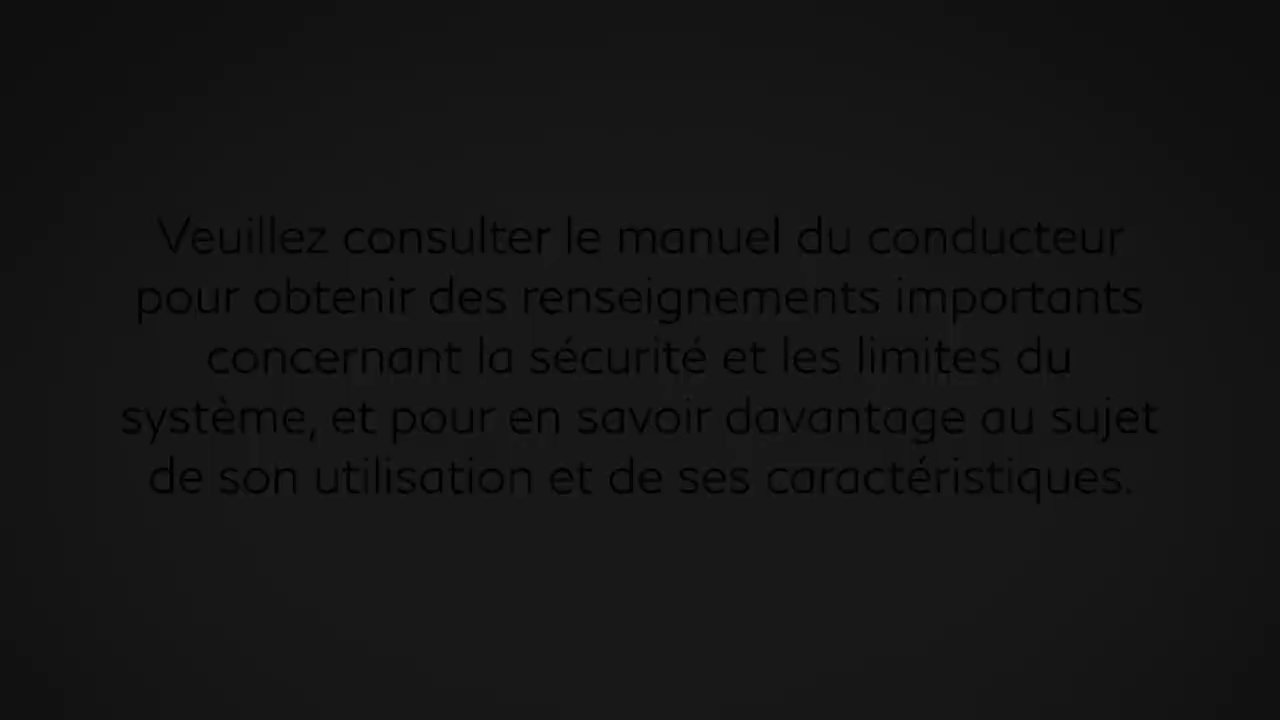 Veuillez consulter le manuel du conducteur
pour obtenir des renseignements importants
concernant la sécurité et les limites du
système, et pour en savoir davantage au sujet
de son utilisation et de ses caractéristiques.